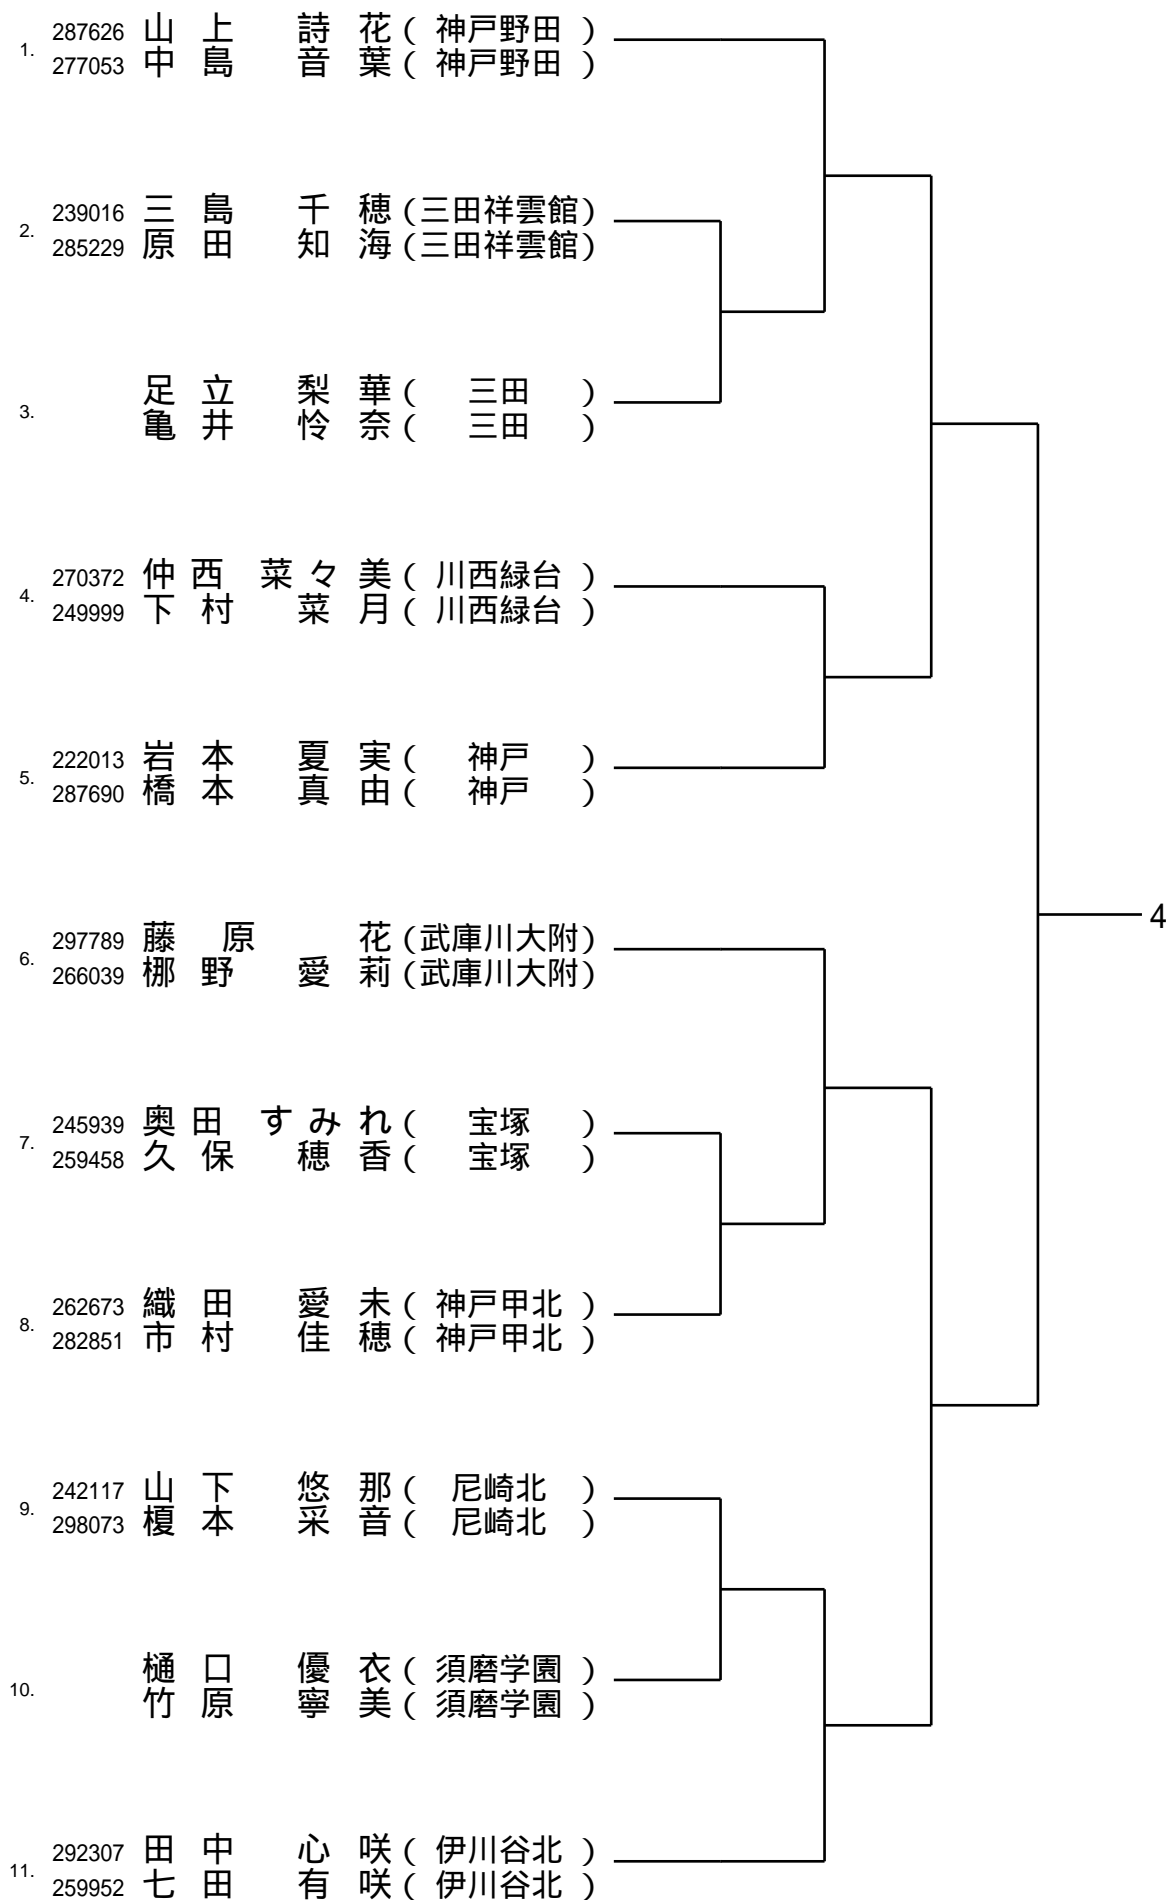 1. 287626 山上 詩花 ( 神戸野田 )
277053 中島 音葉 ( 神戸野田 )
2. 239016 三島 千穂 (三田祥雲館)
285229 原田 知海 (三田祥雲館)
3. 足立 梨華 ( 三田 )
亀井 怜奈 ( 三田 )
4. 270372 仲西 菜々美 ( 川西緑台 )
249999 下村 菜月 ( 川西緑台 )
5. 222013 岩本 夏実 ( 神戸 )
287690 橋本 真由 ( 神戸 )
4
6. 297789 藤原 花 (武庫川大附)
266039 梛野 愛莉 (武庫川大附)
7. 245939 奥田 すみれ ( 宝塚 )
259458 久保 穂香 ( 宝塚 )
8. 262673 織田 愛未 ( 神戸甲北 )
282851 市村 佳穂 ( 神戸甲北 )
9. 242117 山下 悠那 ( 尼崎北 )
298073 榎本 采音 ( 尼崎北 )
10. 樋口 優衣 ( 須磨学園 )
竹原 寧美 ( 須磨学園 )
11. 292307 田中 心咲 ( 伊川谷北 )
259952 七田 有咲 ( 伊川谷北 )